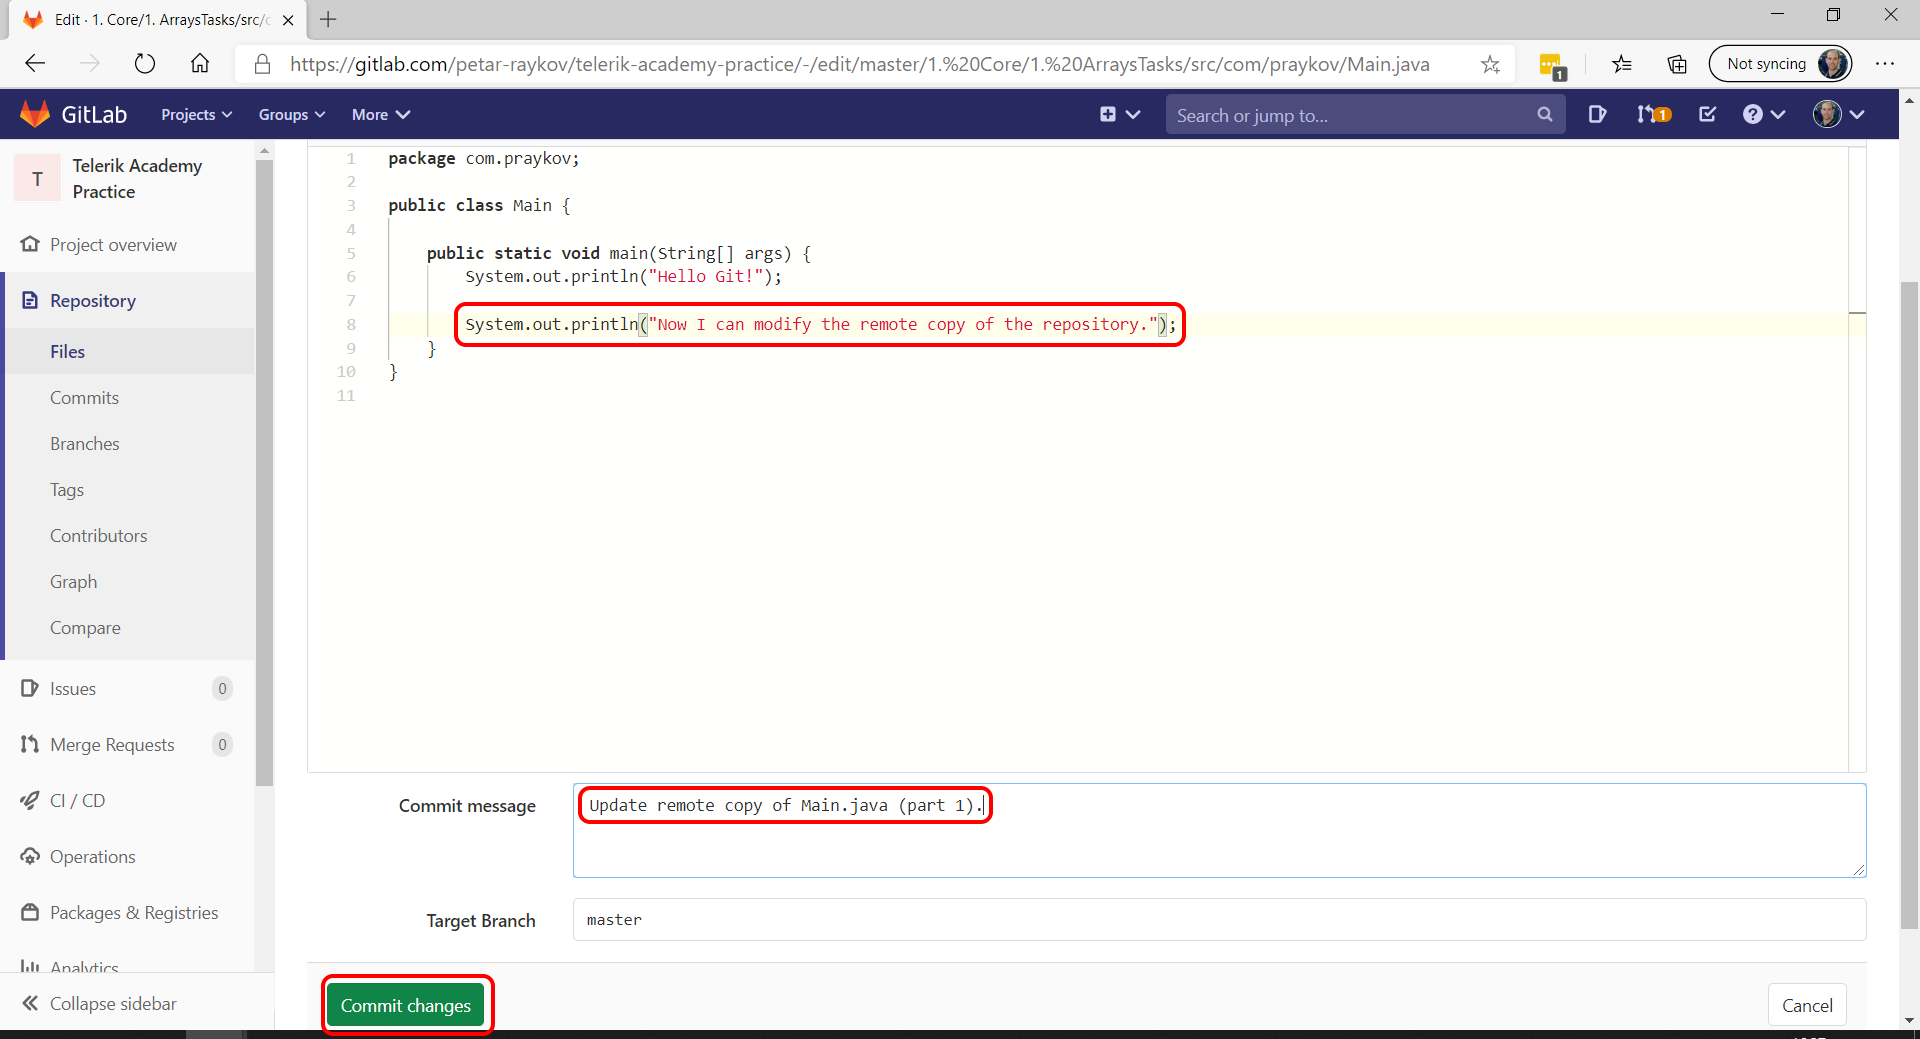 Edit · 1. Core/1. ArraysTasks/src/
https://gitlab.com/petar-raykov/telerik-academy-practice/-/edit/master/1.%20Core/1.%20ArraysTasks/src/com/praykov/Main.java
1
Not syncing
GitLab
Projects
Groups
More
Search or jump to...
1
T
Telerik Academy
Practice
Project overview
Repository
Files
Commits
Branches
Tags
Contributors
Graph
Compare
Issues 0
Merge Requests 0
CI / CD
Operations
Packages & Registries
Analytics
Collapse sidebar
1 package com.praykov;
2
3 public class Main {
4
5 public static void main(String[] args) {
6 System.out.println("Hello Git!");
7
8 System.out.println("Now I can modify the remote copy of the repository.");
9 }
10 }
11
Commit message
Update remote copy of Main.java (part 1).
Target Branch
master
Commit changes
Cancel